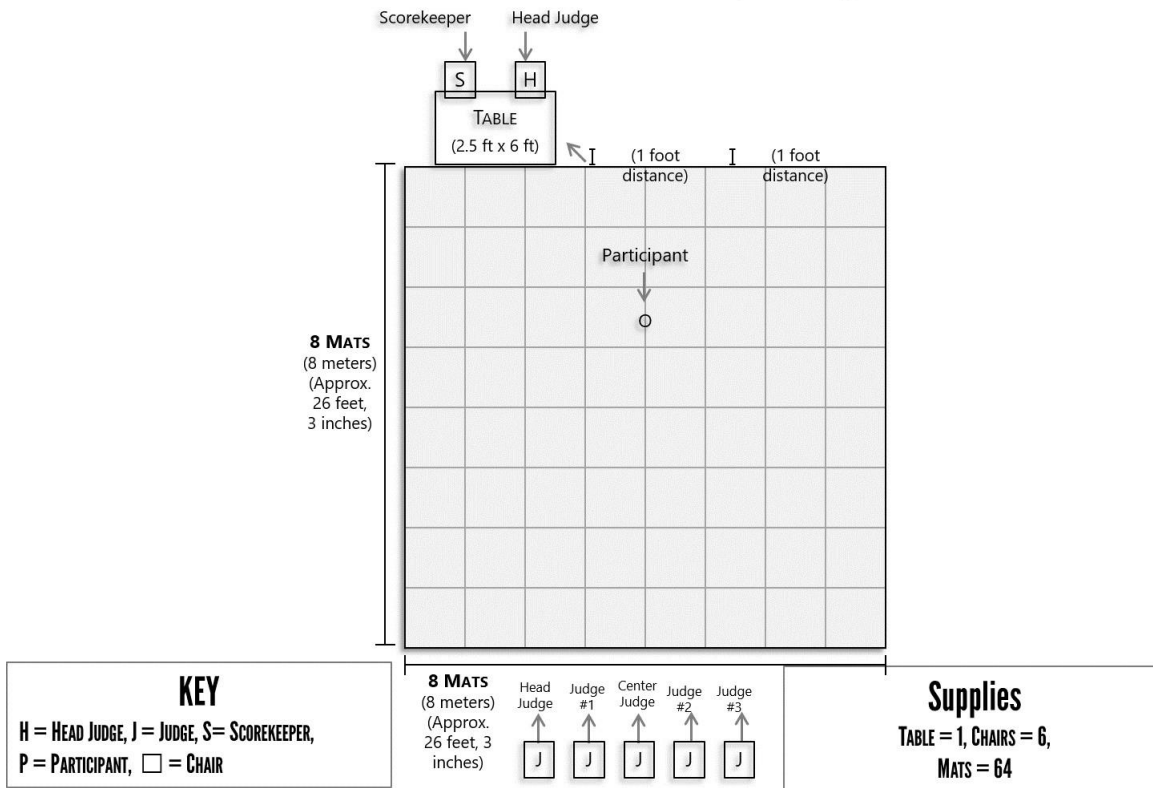 Scorekeeper
Head Judge
S
H
TABLE
(2.5 ft x 6 ft)
(1 foot
distance)
(1 foot
distance)
Participant
O
8 MATS
(8 meters)
(Approx.
26 feet,
3 inches)
8 MATS
(8 meters)
(Approx.
26 feet, 3
inches)
Head
Judge
Judge
#1
Center
Judge
Judge
#2
Judge
#3
J
J
J
J
J
KEY
H = HEAD JUDGE, J = JUDGE, S= SCOREKEEPER,
P = PARTICIPANT, = CHAIR
Supplies
TABLE = 1, CHAIRS = 6,
MATS = 64